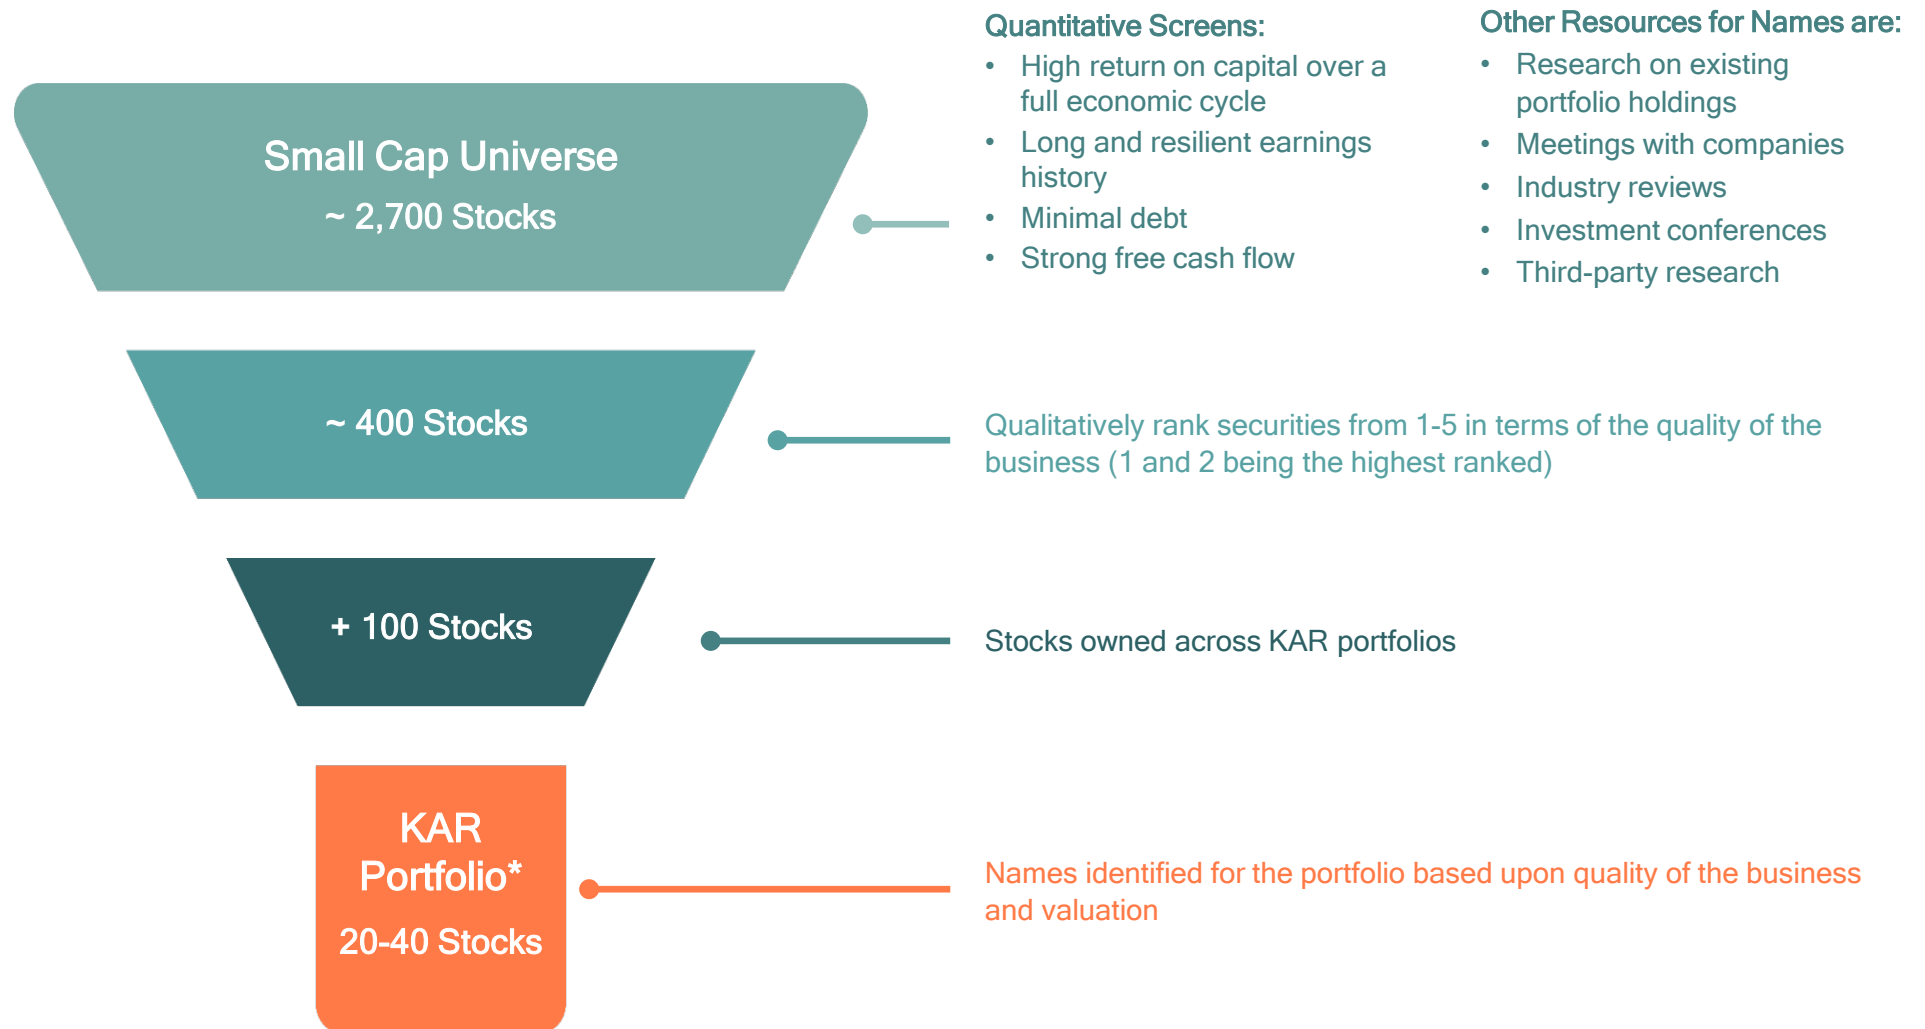 Small Cap Universe
~ 2,700 Stocks
Quantitative Screens:
• High return on capital over a
full economic cycle
• Long and resilient earnings
history
• Minimal debt
• Strong free cash flow
Other Resources for Names are:
• Research on existing
portfolio holdings
• Meetings with companies
• Industry reviews
• Investment conferences
• Third-party research
~ 400 Stocks
Qualitatively rank securities from 1-5 in terms of the quality of the
business (1 and 2 being the highest ranked)
+ 100 Stocks
Stocks owned across KAR portfolios
KAR
Portfolio*
20-40 Stocks
Names identified for the portfolio based upon quality of the business
and valuation